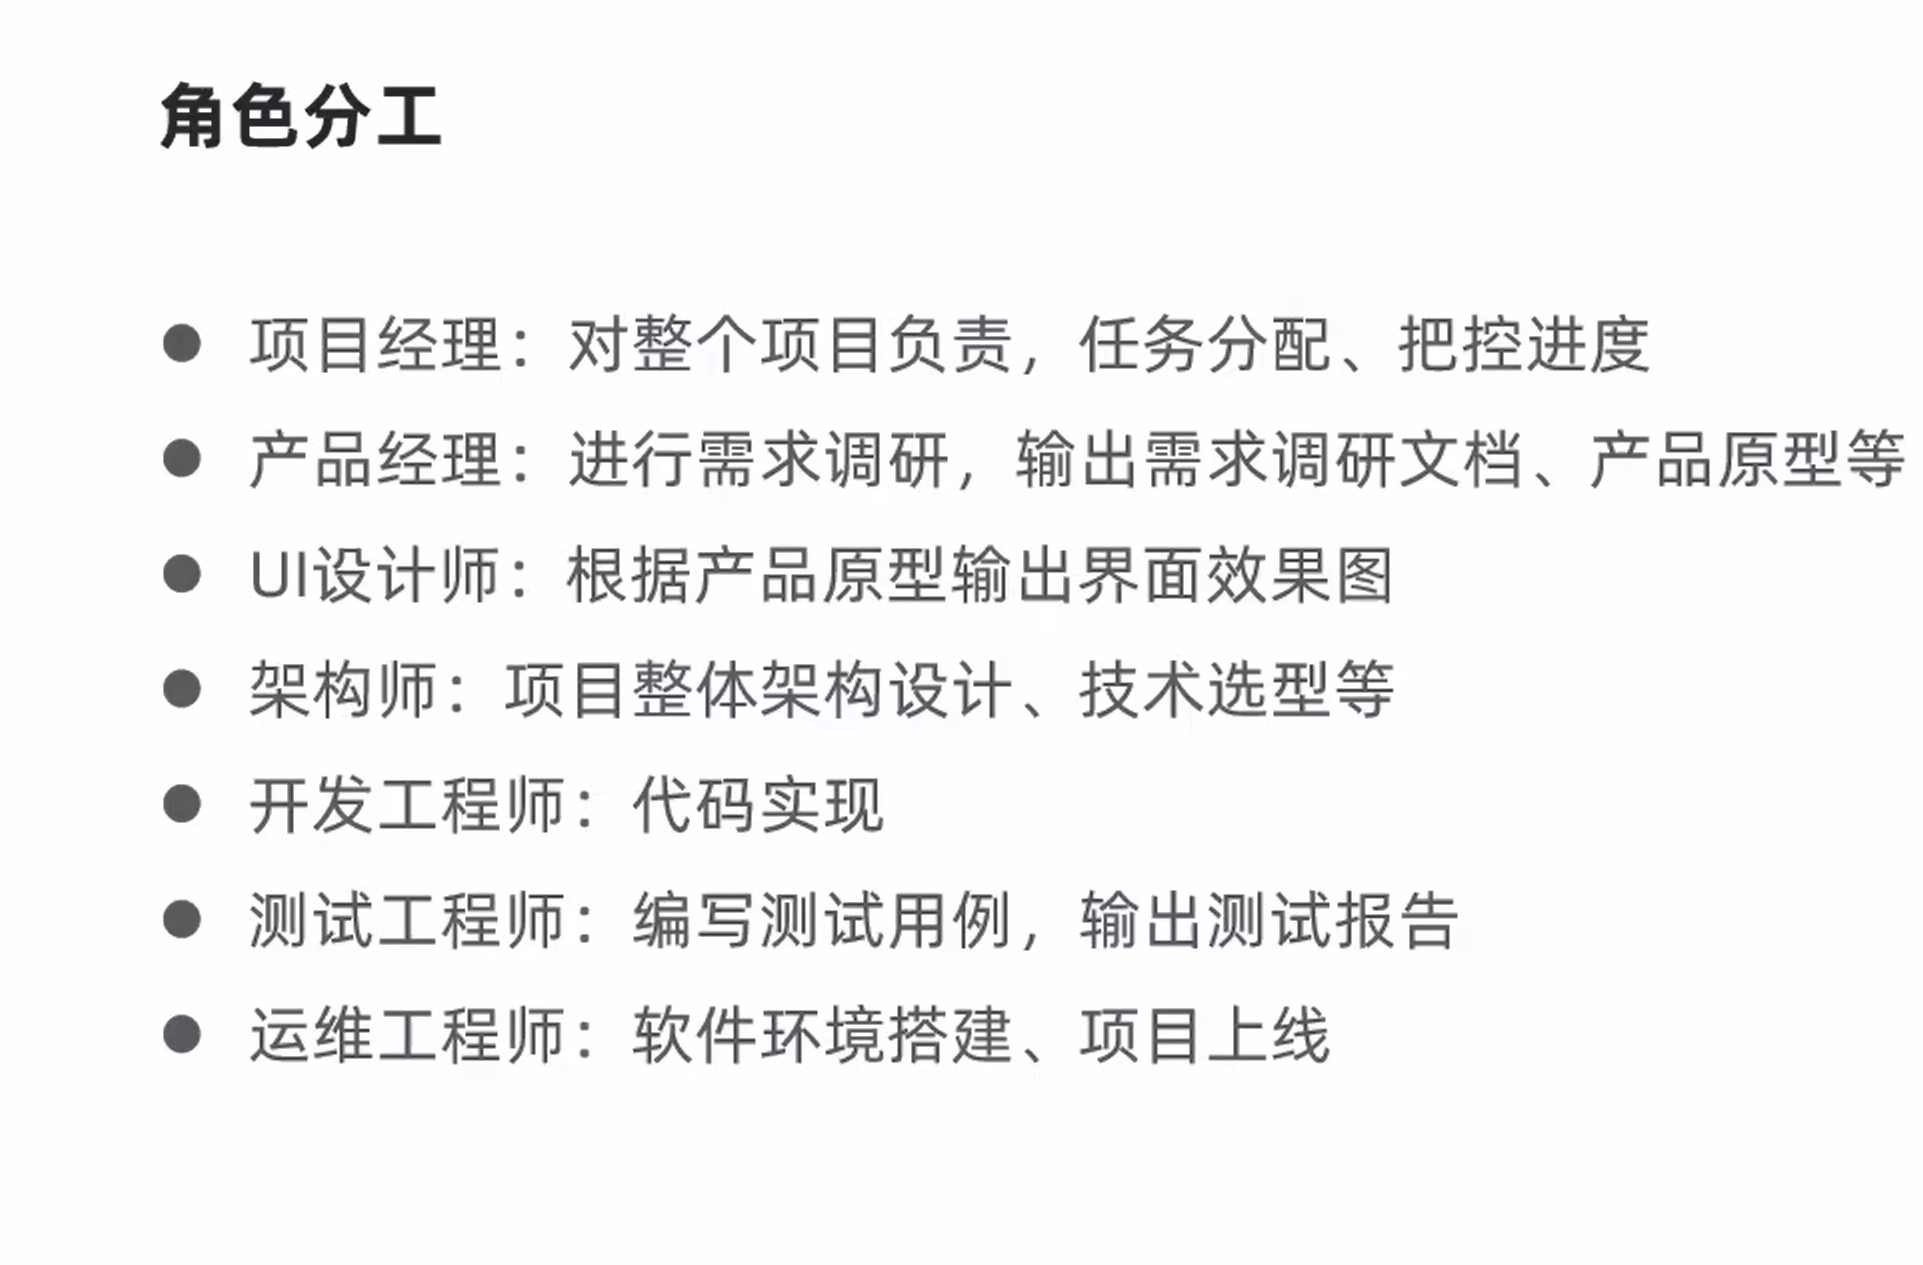 角色分工
● 项目经理：对整个项目负责，任务分配、把控进度
● 产品经理：进行需求调研，输出需求调研文档、产品原型等
● UI设计师：根据产品原型输出界面效果图
● 架构师：项目整体架构设计、技术选型等
● 开发工程师：代码实现
● 测试工程师：编写测试用例，输出测试报告
● 运维工程师：软件环境搭建、项目上线